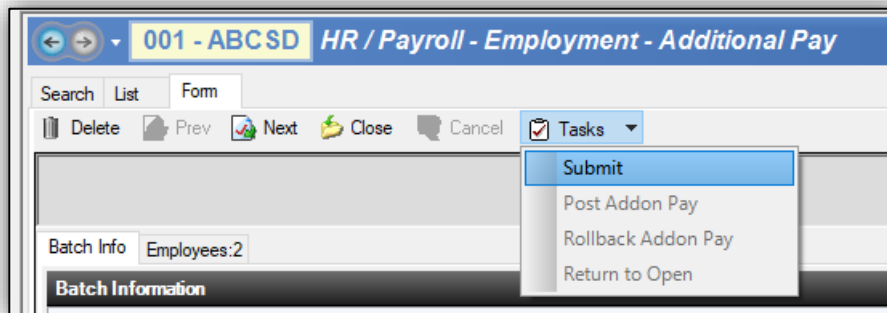 001 - ABCSD HR / Payroll - Employment - Additional Pay
Search List Form
Delete Prev Next Close Cancel Tasks
Submit
Post Addon Pay
Rollback Addon Pay
Return to Open
Batch Info Employees:2
Batch Information